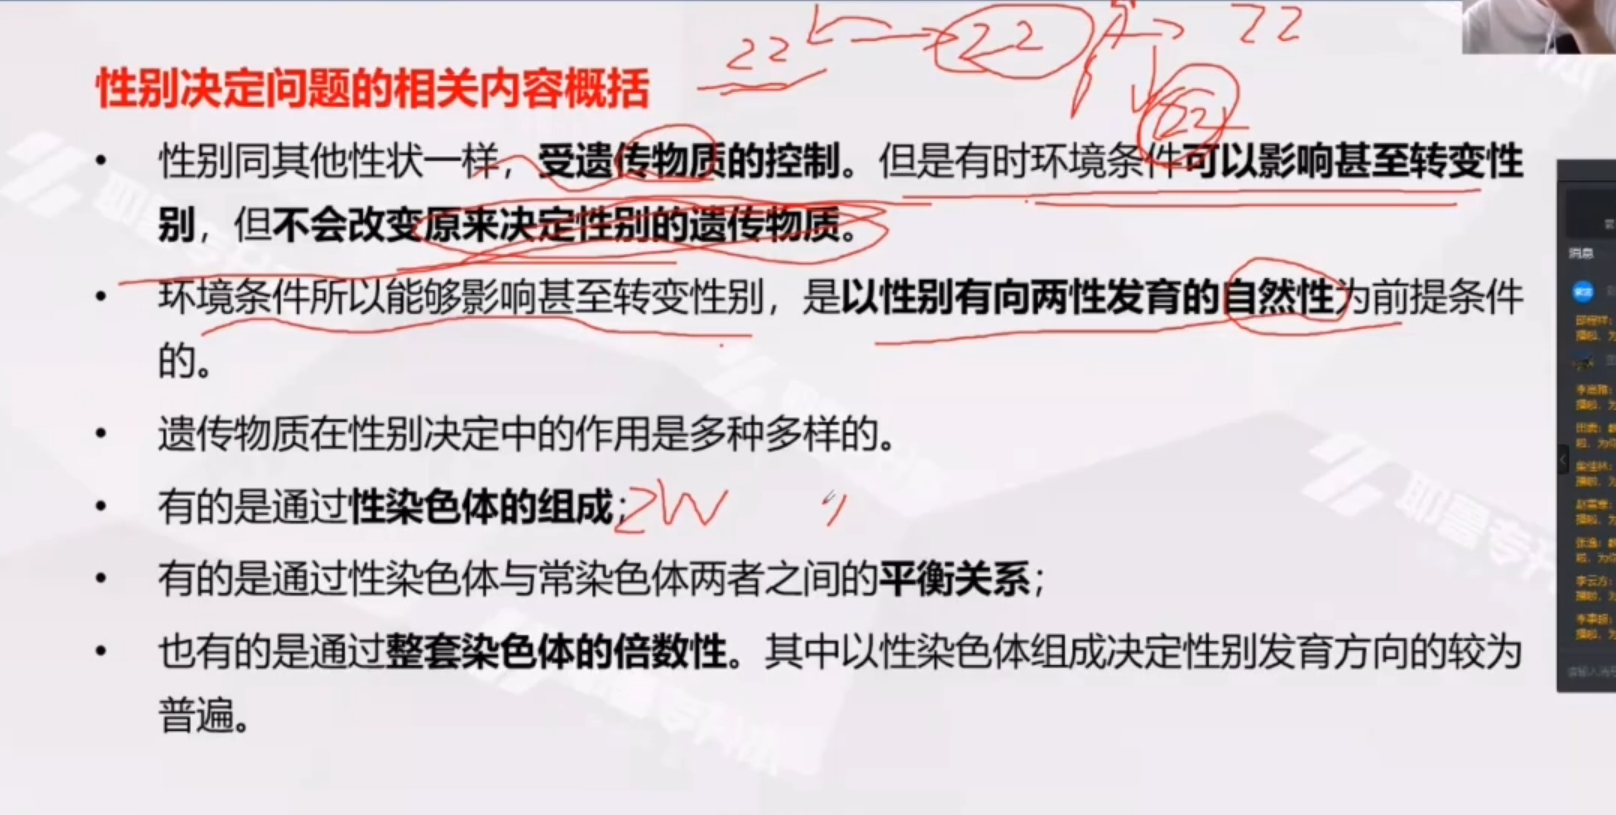 22
22
22
22
性别决定问题的相关内容概括
• 性别同其他性状一样，受遗传物质的控制。但是有时环境条件可以影响甚至转变性
别，但不会改变原来决定性别的遗传物质。
• 环境条件所以能够影响甚至转变性别，是以性别有向两性发育的自然性为前提条件
的。
• 遗传物质在性别决定中的作用是多种多样的。
• 有的是通过性染色体的组成；ZW
• 有的是通过性染色体与常染色体两者之间的平衡关系；
• 也有的是通过整套染色体的倍数性。其中以性染色体组成决定性别发育方向的较为
普遍。
消息